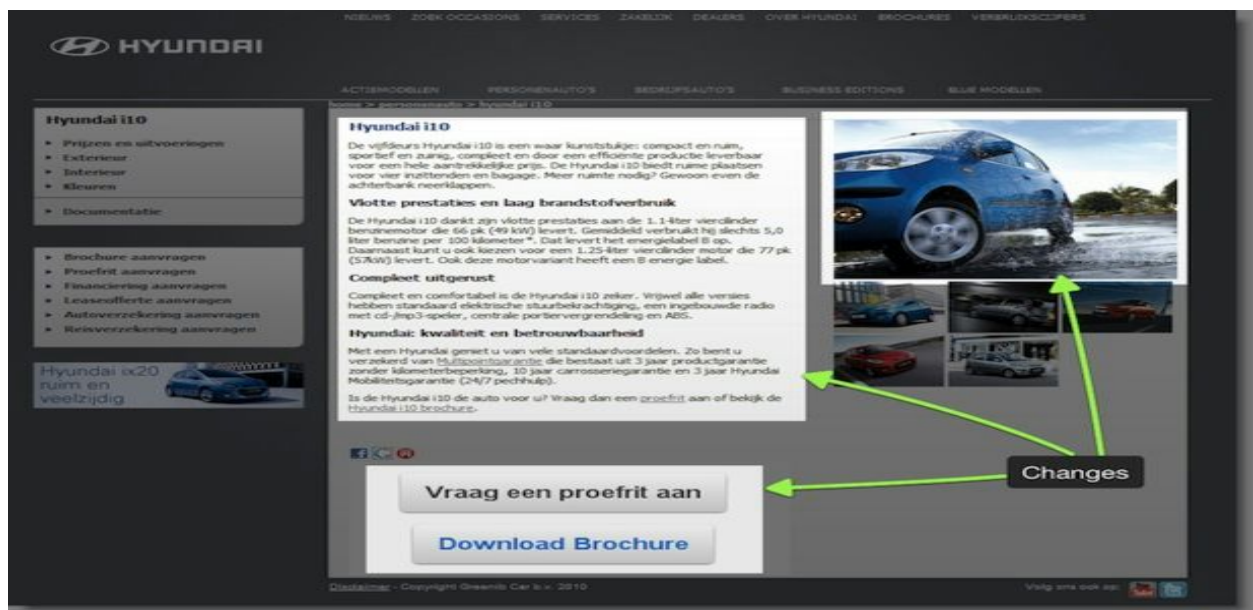 NIEUWS ZOEK OCCASIONS SERVICES ZAKELIJK DEALERS OVER HYUNDAI BROCHURES VERBRUIKSCIJFERS
HYUNDAI
ACTIEMODELLEN PERSONENAUTO'S BEDRIJFSAUTO'S BUSINESS EDITIONS BLUE MODELLEN
home > personenauto > hyundai i10
Hyundai i10
Prijzen en uitvoeringen
Exterieur
Interieur
Kleuren
Documentatie
Brochure aanvragen
Proefrit aanvragen
Financiering aanvragen
Leaseofferte aanvragen
Autoverzekering aanvragen
Reisverzekering aanvragen
Hyundai ix20
ruim en
veelzijdig
Hyundai i10
De vijfdeurs Hyundai i10 is een waar kunststukje: compact en ruim,
sportief en zuinig, compleet en door een efficiënte productie leverbaar
voor een hele aantrekkelijke prijs. De Hyundai i10 biedt ruime plaatsen
voor vier inzittenden en bagage. Meer ruimte nodig? Gewoon even de
achterbank neerklappen.
Vlotte prestaties en laag brandstofverbruik
De Hyundai i10 dankt zijn vlotte prestaties aan de 1.1-liter viercilinder
benzinemotor die 66 pk (49 kW) levert. Gemiddeld verbruikt hij slechts 5,0
liter benzine per 100 kilometer*. Dat levert het energielabel B op.
Daarnaast kunt u ook kiezen voor een 1.25-liter viercilinder motor die 77 pk
(57kW) levert. Ook deze motorvariant heeft een B energie label.
Compleet uitgerust
Compleet en comfortabel is de Hyundai i10 zeker. Vrijwel alle versies
hebben standaard elektrische stuurbekrachtiging, een ingebouwde radio
met cd-/mp3-speler, centrale portiervergrendeling en ABS.
Hyundai: kwaliteit en betrouwbaarheid
Met een Hyundai geniet u van vele standaardvoordelen. Zo bent u
verzekerd van Multipointgarantie die bestaat uit 3 jaar productgarantie
zonder kilometerbeperking, 10 jaar carrosseriegarantie en 3 jaar Hyundai
Mobiliteitsgarantie (24/7 pechhulp).
Is de Hyundai i10 de auto voor u? Vraag dan een proefrit aan of bekijk de
Hyundai i10 brochure.
Changes
Vraag een proefrit aan
Download Brochure
Disclaimer - Copyright Greenib Car b.v. 2010
Volg ons ook op: